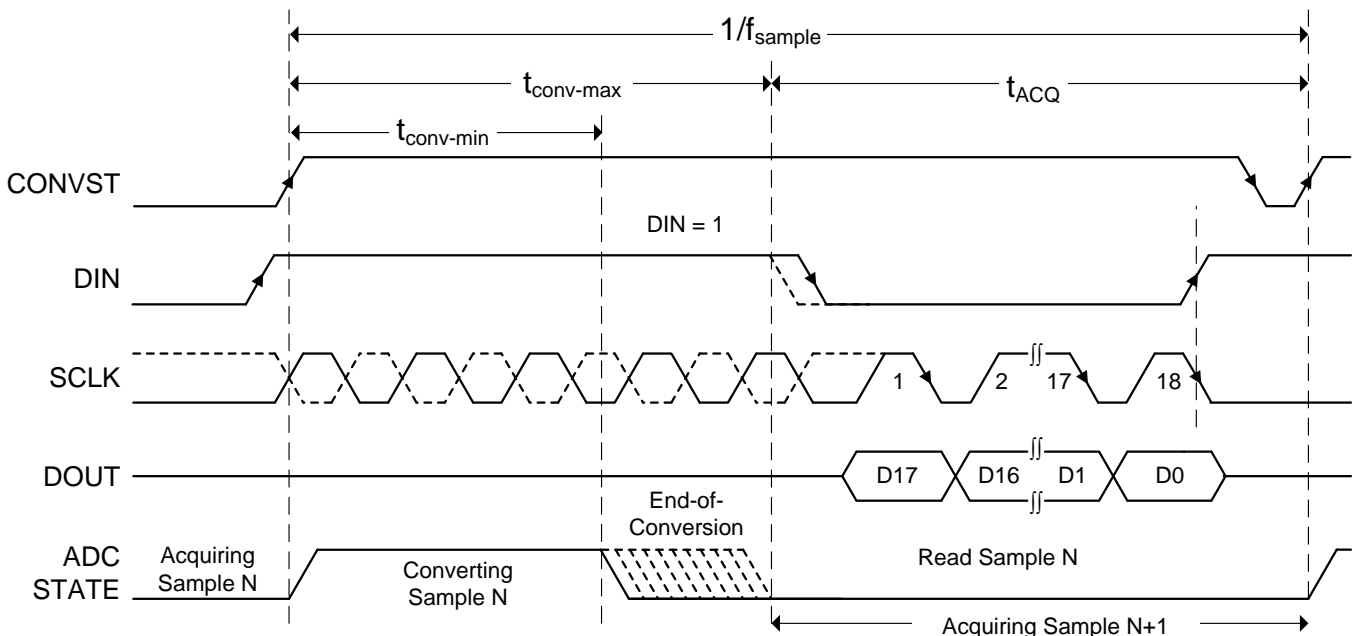 1/fsample
tconv-max
tACQ
tconv-min
CONVST
DIN = 1
DIN
SCLK
1
2
17
18
DOUT
D17
D16
D1
D0
End-of-
Conversion
ADC
STATE
Acquiring
Sample N
Converting
Sample N
Read Sample N
Acquiring Sample N+1